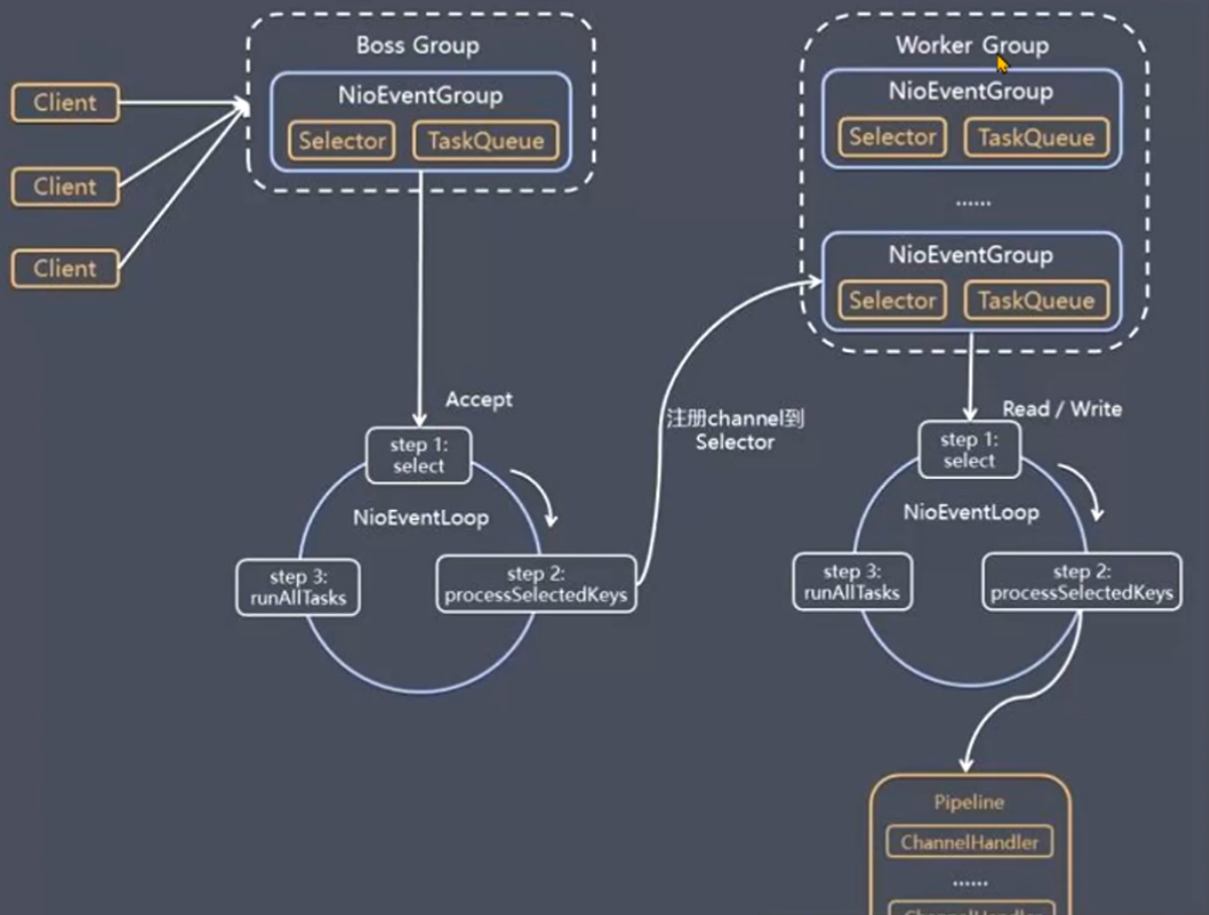 Boss Group
NioEventGroup
Selector
TaskQueue
Client
Client
Client
Worker Group
NioEventGroup
Selector
TaskQueue
......
NioEventGroup
Selector
TaskQueue
Accept
step 1:
select
NioEventLoop
step 2:
processSelectedKeys
step 3:
runAllTasks
注册channel到
Selector
Read / Write
step 1:
select
NioEventLoop
step 2:
processSelectedKeys
step 3:
runAllTasks
Pipeline
ChannelHandler
......
ChannelHandler